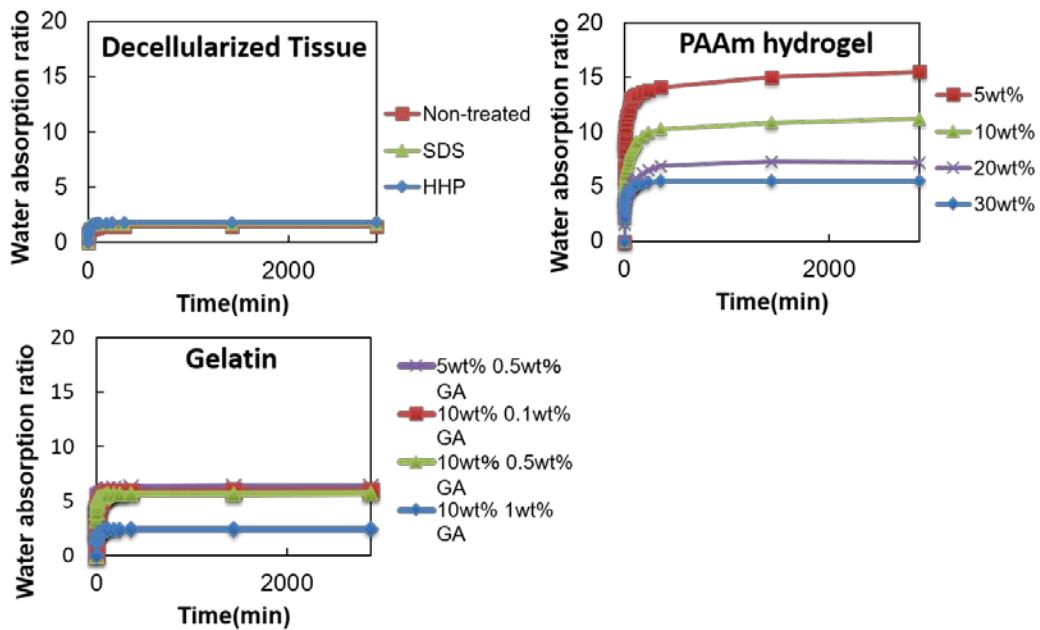 Decellularized Tissue
Water absorption ratio
20
15
10
5
0
0
2000
Time(min)
Non-treated
SDS
HHP
PAAm hydrogel
Water absorption ratio
20
15
10
5
0
0
2000
Time(min)
5wt%
10wt%
20wt%
30wt%
Gelatin
Water absorption ratio
20
15
10
5
0
0
2000
Time(min)
5wt% 0.5wt%
GA
10wt% 0.1wt%
GA
10wt% 0.5wt%
GA
10wt% 1wt%
GA